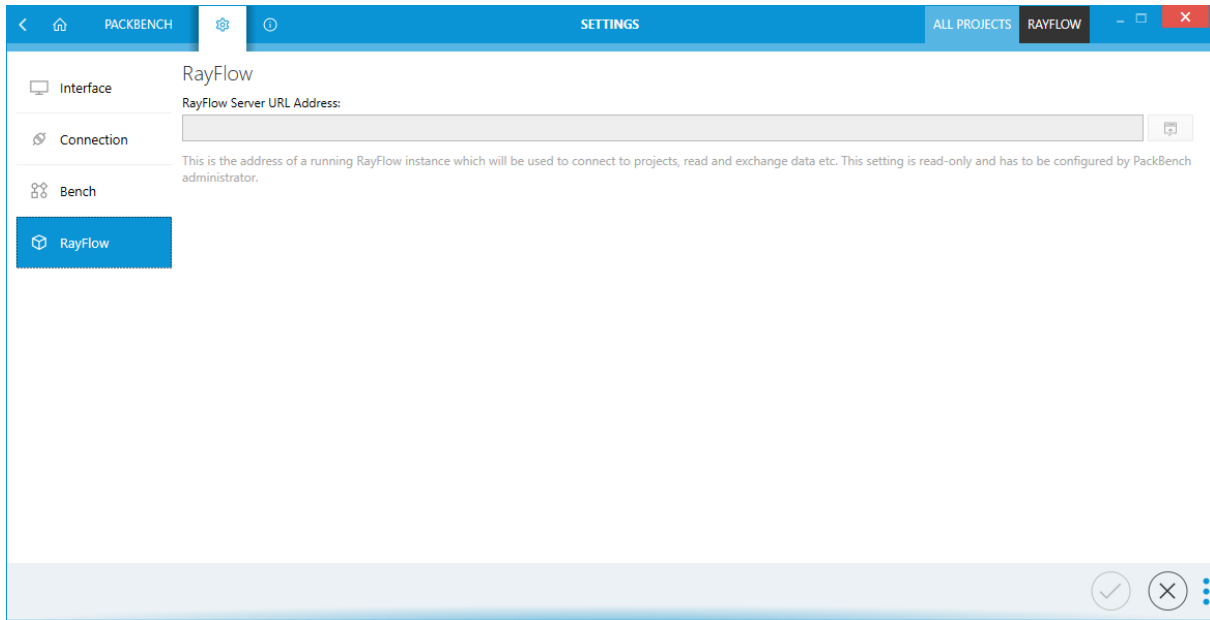 PACKBENCH
SETTINGS
ALL PROJECTS RAYFLOW
Interface
Connection
Bench
RayFlow
RayFlow
RayFlow Server URL Address:
This is the address of a running RayFlow instance which will be used to connect to projects, read and exchange data etc. This setting is read-only and has to be configured by PackBench
administrator.